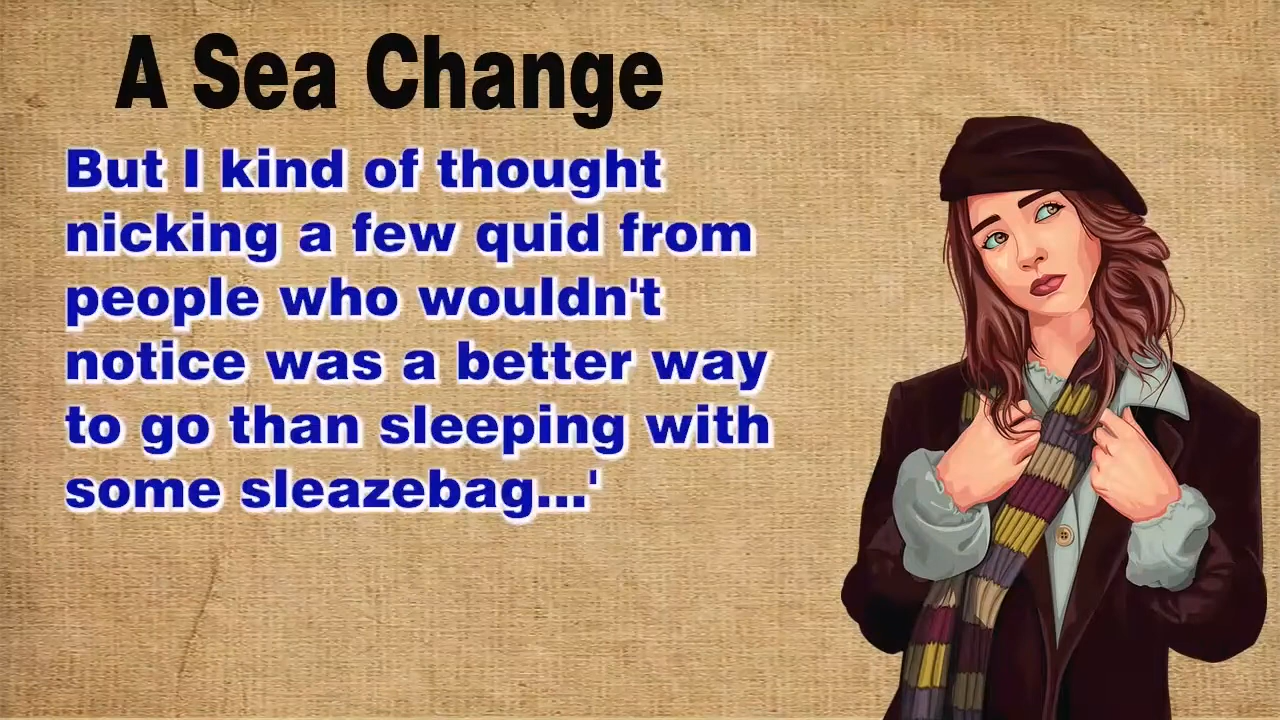 A Sea Change
But I kind of thought
nicking a few quid from
people who wouldn't
notice was a better way
to go than sleeping with
some sleazebag...'